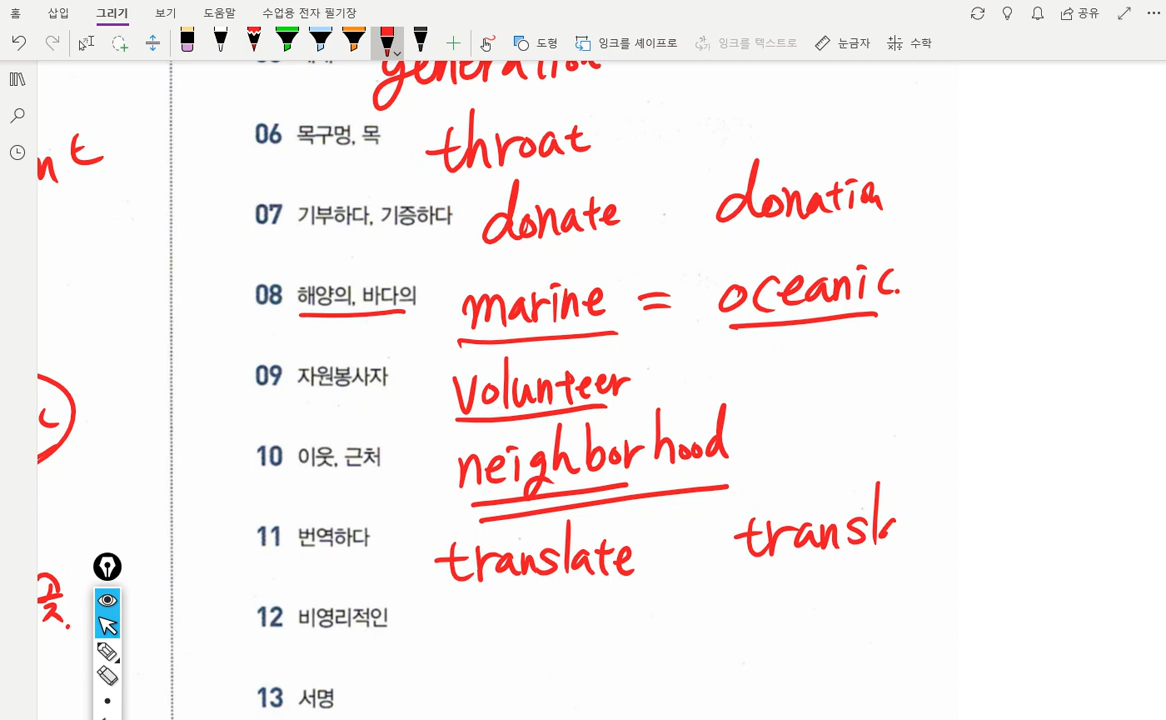 홈 삽입 그리기 보기 도움말 수업용 전자 필기장 공유
도형 잉크를 셰이프로 잉크를 텍스트로 눈금자 수학
generation
06 목구멍, 목 throat
nt
07 기부하다, 기증하다 donate donation
08 해양의, 바다의 marine = oceanic.
09 자원봉사자 volunteer
10 이웃, 근처 neighborhood
11 번역하다 translate transla
12 비영리적인
13 서명